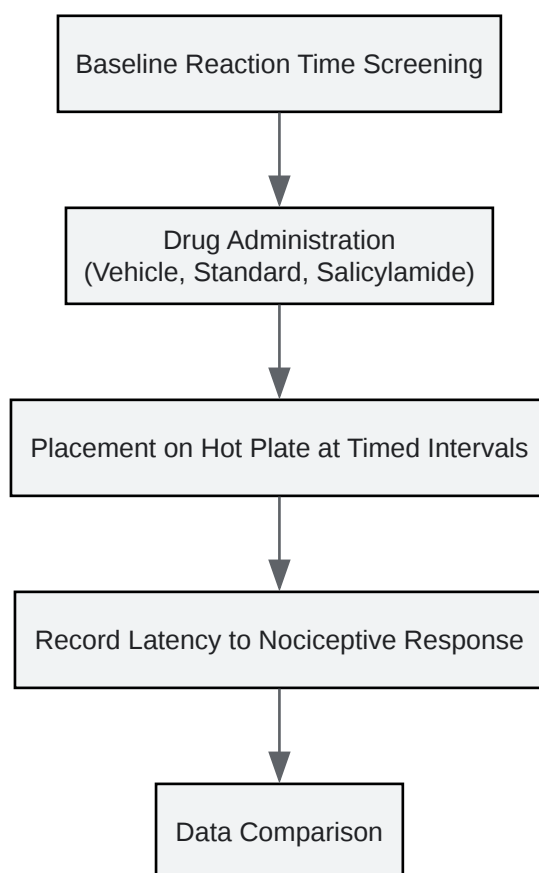 Baseline Reaction Time Screening
Drug Administration
(Vehicle, Standard, Salicylamide)
Placement on Hot Plate at Timed Intervals
Record Latency to Nociceptive Response
Data Comparison